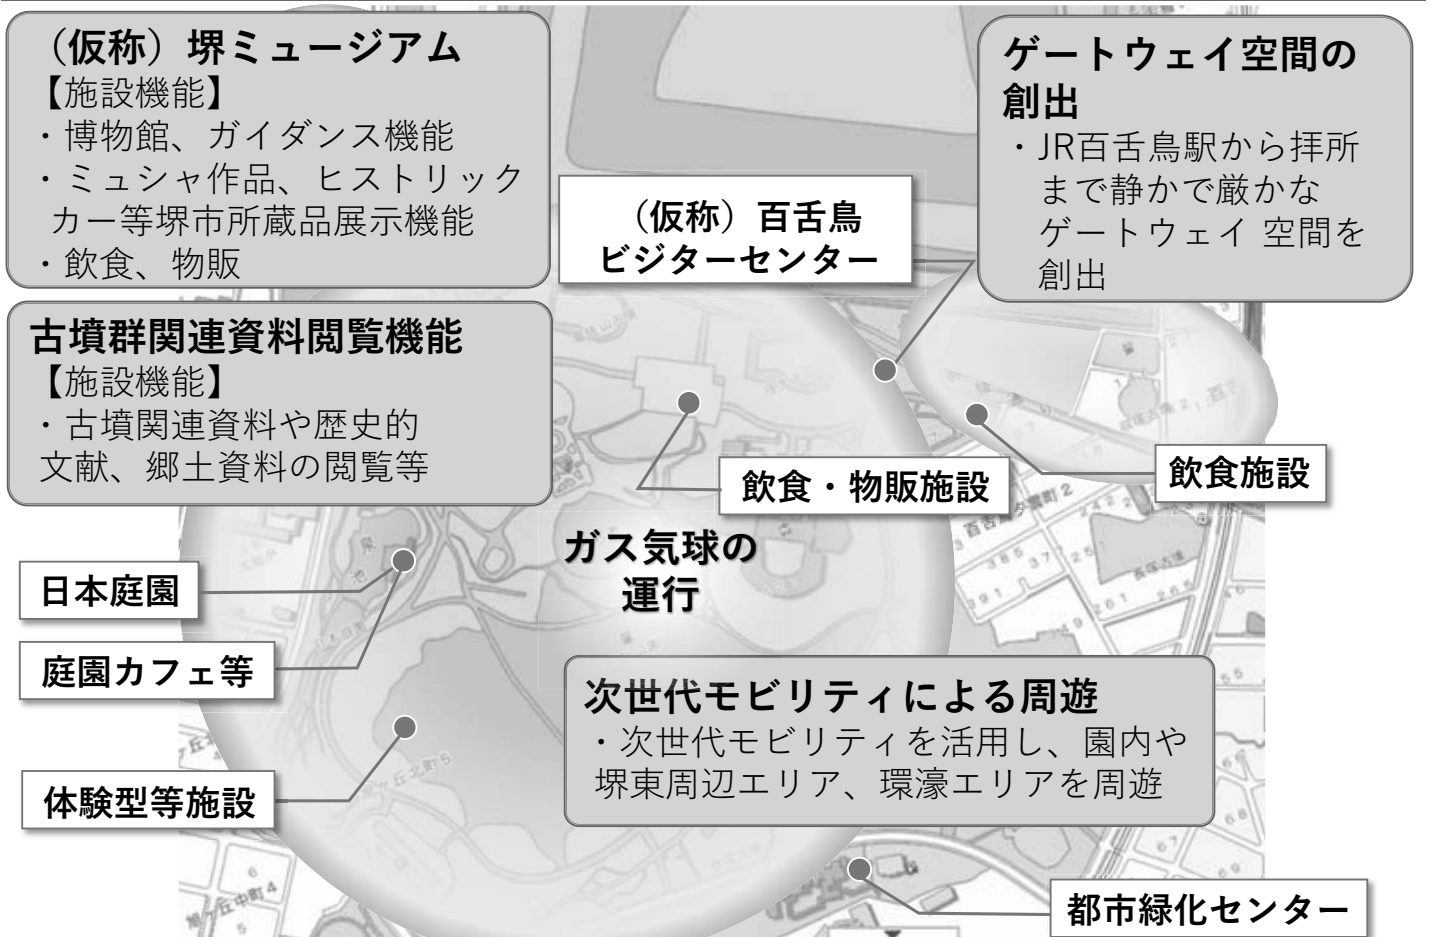 （仮称）堺ミュージアム
【施設機能】
・博物館、ガイダンス機能
・ミュシャ作品、ヒストリック
カー等堺市所蔵品展示機能
・飲食、物販
ゲートウェイ空間の
創出
・JR百舌鳥駅から拝所
まで静かで厳かな
ゲートウェイ 空間を
創出
（仮称）百舌鳥
ビジターセンター
古墳群関連資料閲覧機能
【施設機能】
・古墳関連資料や歴史的
文献、郷土資料の閲覧等
飲食・物販施設
飲食施設
ガス気球の
運行
日本庭園
庭園カフェ等
次世代モビリティによる周遊
・次世代モビリティを活用し、園内や
堺東周辺エリア、環濠エリアを周遊
体験型等施設
都市緑化センター